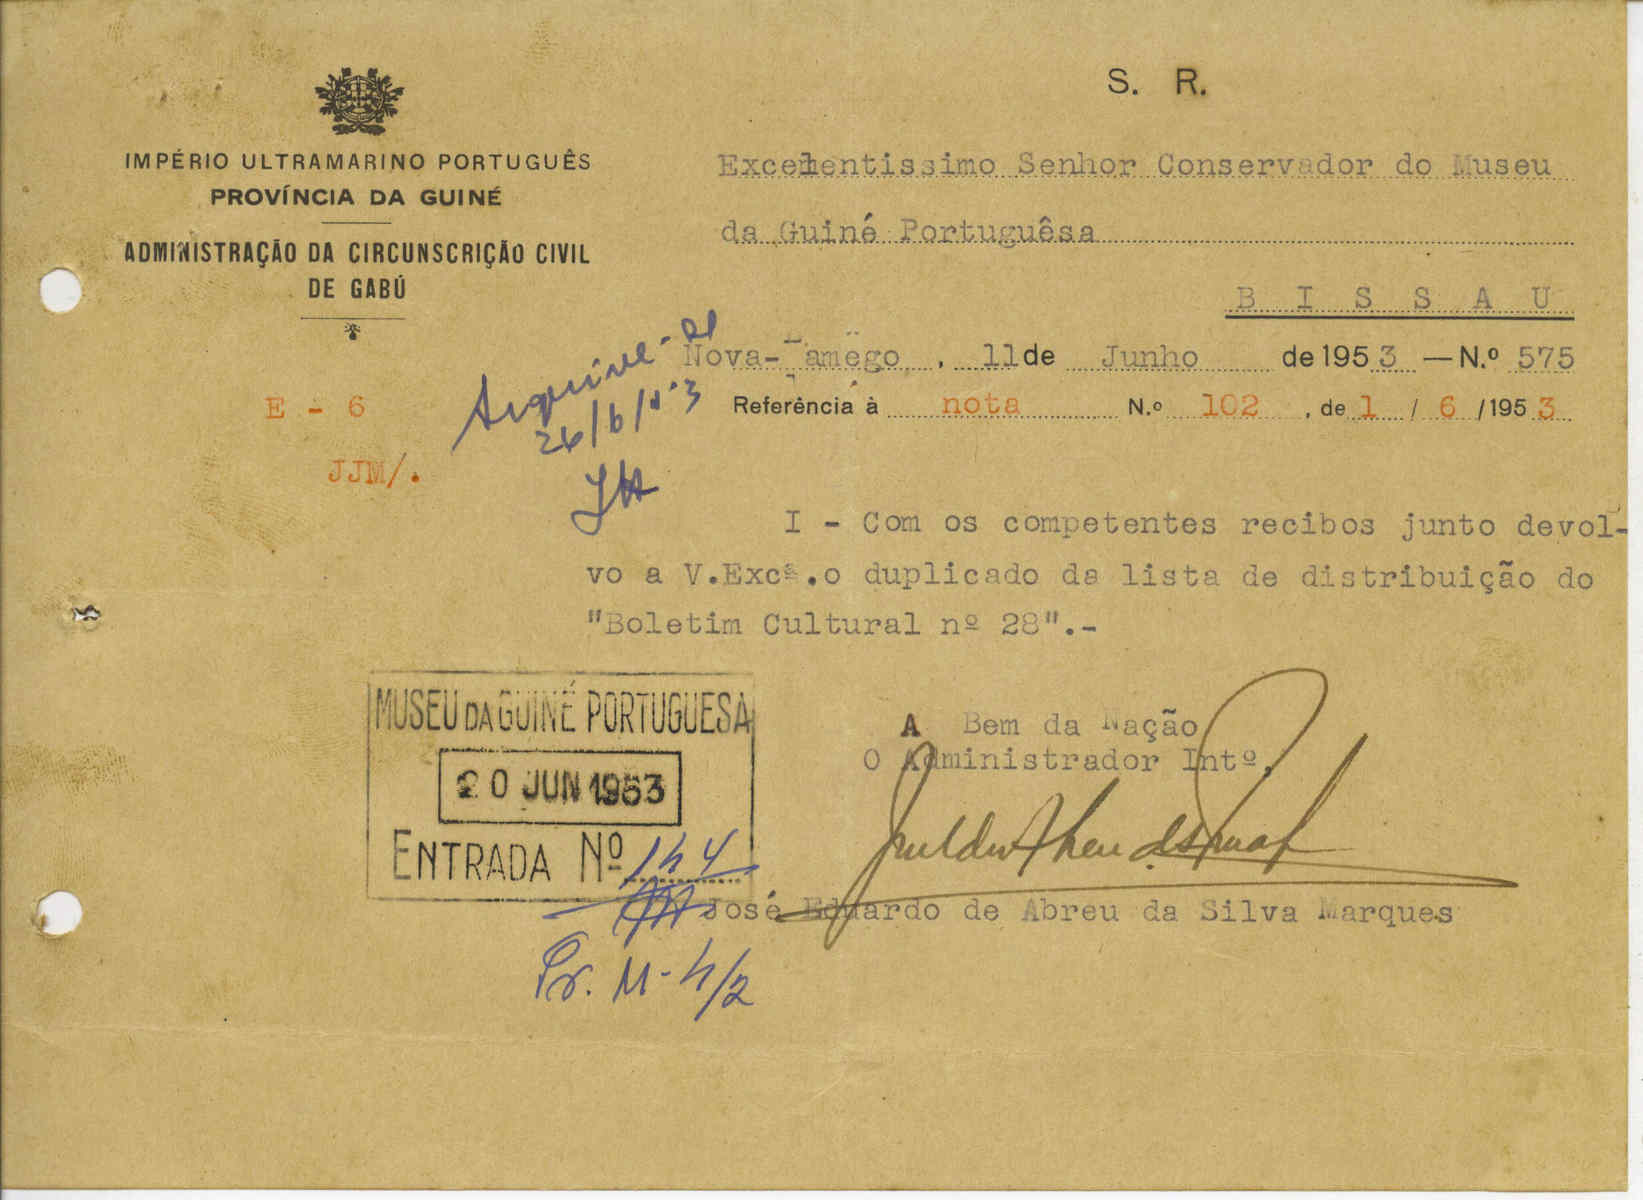 S. R.
IMPÉRIO ULTRAMARINO PORTUGUÊS
PROVÍNCIA DA GUINÉ
ADMINISTRAÇÃO DA CIRCUNSCRIÇÃO CIVIL
DE GABÚ
Excelentissimo Senhor Conservador do Museu
da Guiné Portuguêsa
BISSAU
Nova-Lamêgo, 11 de Junho de 1953 — N.º 575
Referência à nota N.º 102, de 1 / 6 / 1953
Arquive-se
26/6/53
E - 6
JJM/.
I - Com os competentes recibos junto devol-
vo a V.Excª.o duplicado da lista de distribuição do
"Boletim Cultural nº 28".-
A Bem da Nação
O Administrador Intº.
José Eduardo de Abreu da Silva Marques
MUSEU DA GUINÉ PORTUGUESA
20 JUN 1953
ENTRADA Nº 144
Pr. M-4/2